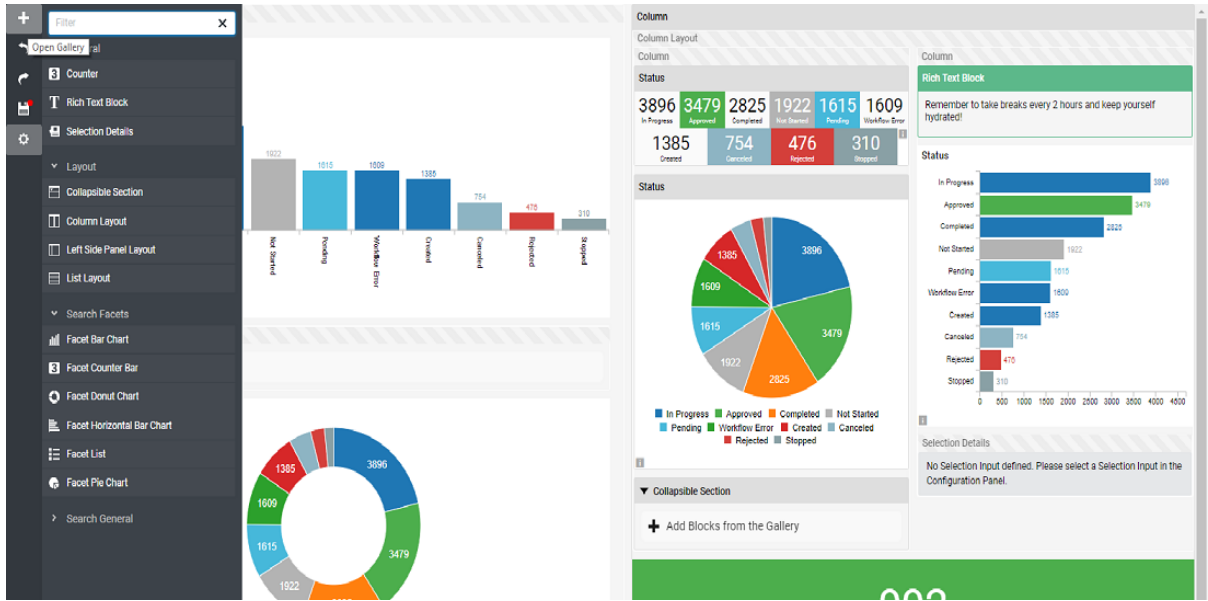 Filter
X
Open Gallery
Counter
Rich Text Block
Selection Details
Layout
Collapsible Section
Column Layout
Left Side Panel Layout
List Layout
Search Facets
Facet Bar Chart
Facet Counter Bar
Facet Donut Chart
Facet Horizontal Bar Chart
Facet List
Facet Pie Chart
Search General
1922
1615
1609
1385
754
476
310
Not Started
Pending
Workflow Error
Created
Canceled
Rejected
Stopped
3896
3479
1922
1615
1609
1385
Column
Column Layout
Column
Status
3896 3479 2825 1922 1615 1609
In Progress Approved Completed Not Started Pending Workflow Error
1385 754 476 310
Created Canceled Rejected Stopped
Status
3896
3479
2825
1922
1615
1609
1385
In Progress Approved Completed Not Started
Pending Workflow Error Created Canceled
Rejected Stopped
Collapsible Section
Add Blocks from the Gallery
Column
Rich Text Block
Remember to take breaks every 2 hours and keep yourself
hydrated!
Status
In Progress 3896
Approved 3479
Completed 2825
Not Started 1922
Pending 1615
Workflow Error 1609
Created 1385
Canceled 754
Rejected 476
Stopped 310
0 500 1000 1500 2000 2500 3000 3500 4000 4500
Selection Details
No Selection Input defined. Please select a Selection Input in the
Configuration Panel.